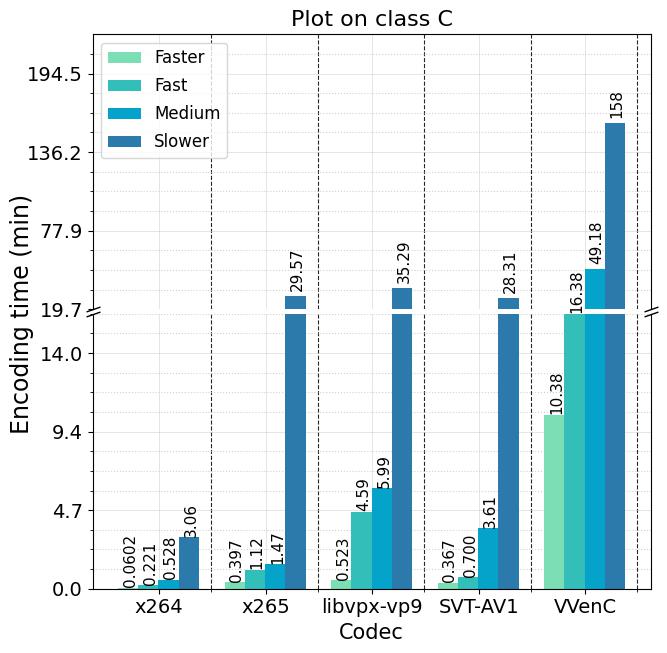 Plot on class C
Faster
Fast
Medium
Slower
Encoding time (min)
194.5
136.2
77.9
19.7
14.0
9.4
4.7
0.0
0.0602
0.221
0.528
3.06
0.397
1.12
1.47
29.57
0.523
4.59
5.99
35.29
0.367
0.700
3.61
28.31
10.38
16.38
49.18
158
x264
x265
libvpx-vp9
SVT-AV1
VVenC
Codec